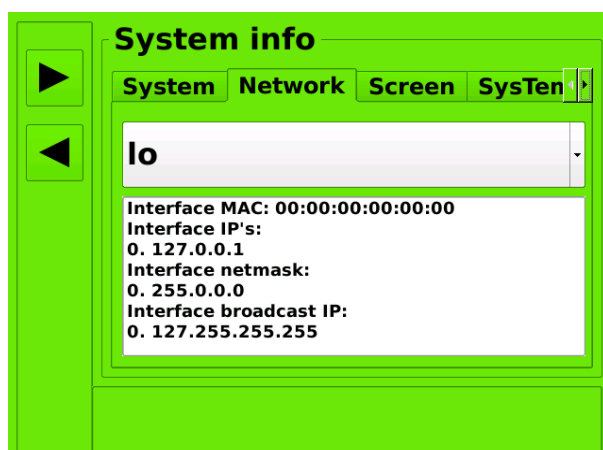 System info
System Network Screen SysTen
lo
Interface MAC: 00:00:00:00:00:00
Interface IP's:
0. 127.0.0.1
Interface netmask:
0. 255.0.0.0
Interface broadcast IP:
0. 127.255.255.255